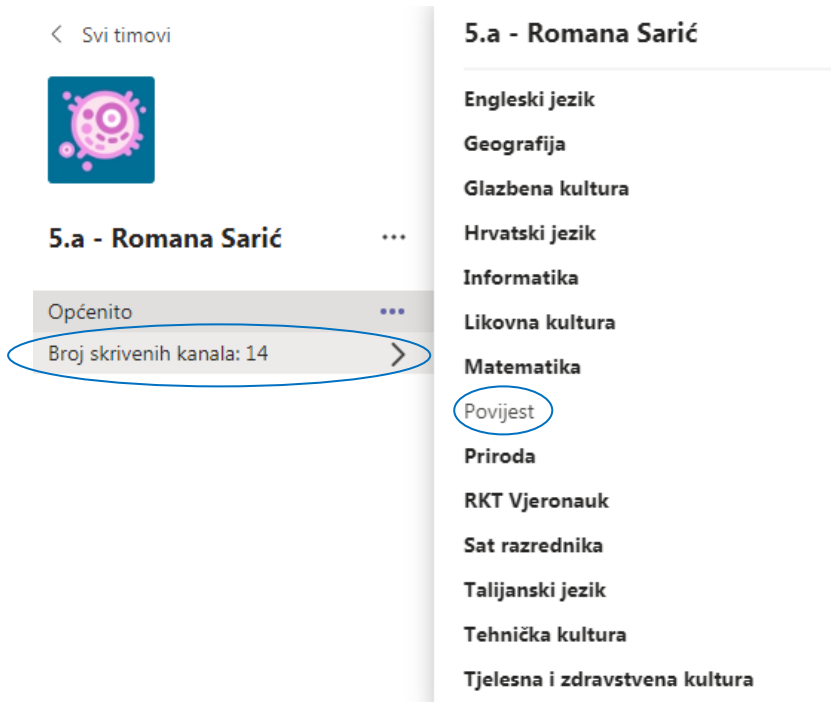 Svi timovi
5.a - Romana Sarić
Općenito
Broj skrivenih kanala: 14
5.a - Romana Sarić
Engleski jezik
Geografija
Glazbena kultura
Hrvatski jezik
Informatika
Likovna kultura
Matematika
Povijest
Priroda
RKT Vjeronauk
Sat razrednika
Talijanski jezik
Tehnička kultura
Tjelesna i zdravstvena kultura